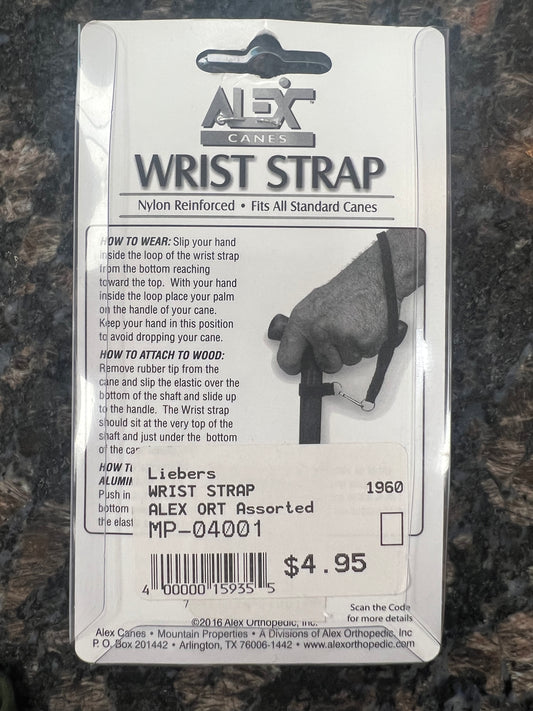 ALEX
CANES
WRIST STRAP
Nylon Reinforced • Fits All Standard Canes
HOW TO WEAR: Slip your hand
inside the loop of the wrist strap
from the bottom reaching
toward the top. With your hand
inside the loop place your palm
on the handle of your cane.
Keep your hand in this position
to avoid dropping your cane.
HOW TO ATTACH TO WOOD:
Remove rubber tip from the
cane and slip the elastic over the
bottom of the shaft and slide up
to the handle. The Wrist strap
should sit at the very top of the
shaft and just under the bottom
of the
HOW
Push in
bottom
the
Liebers
WRIST STRAP 1960
ALEX ORT Assorted
MP-04001
$4.95
4 00000 15935 5
Scan the Code
for more details
©2016 Alex Orthopedic, Inc.
Alex Canes • Mountain Properties • A Divisions of Alex Orthopedic, Inc
P. O. Box 201442 • Arlington, TX 76006-1442 • www.alexorthopedic.com